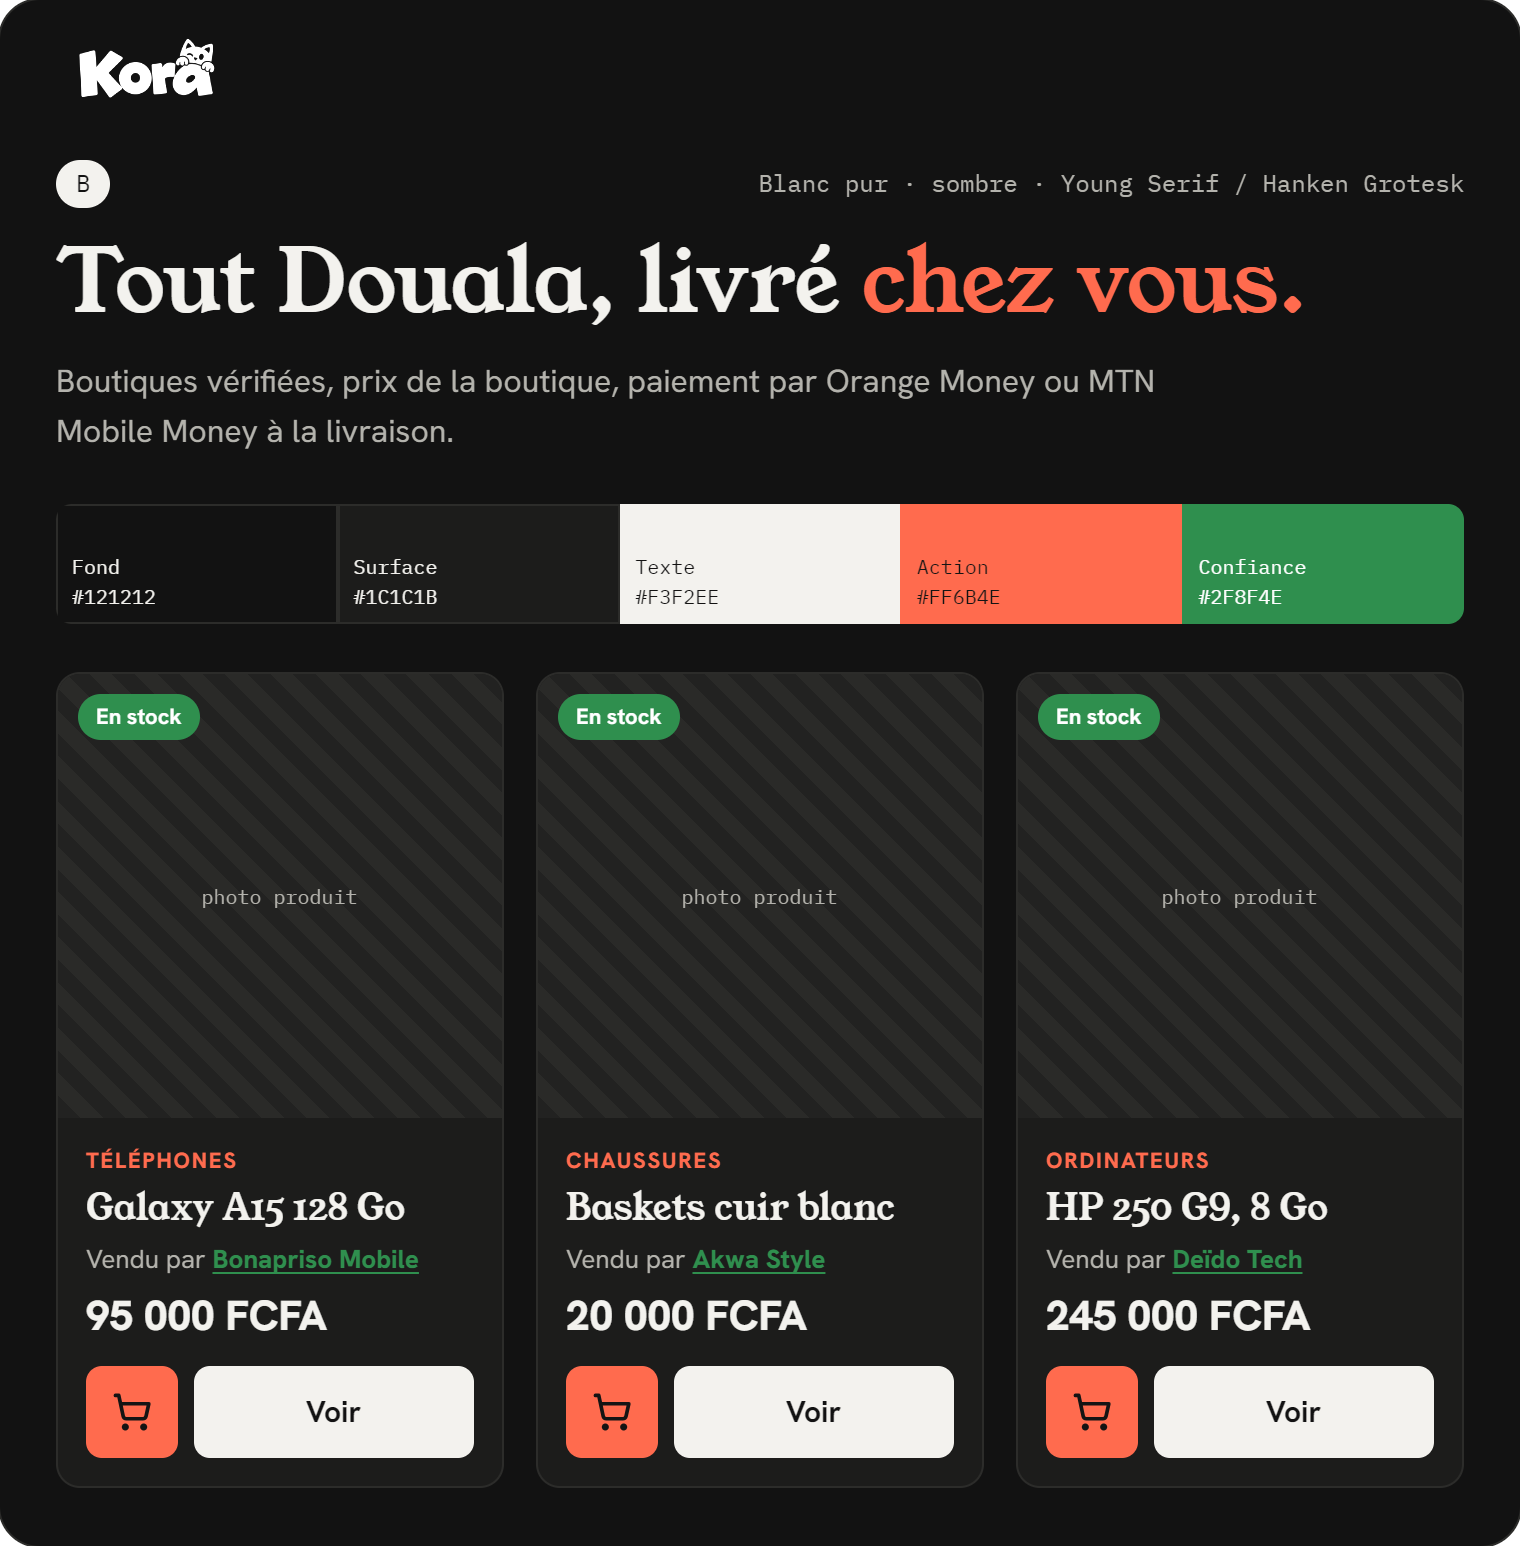 Kora
B
Blanc pur · sombre · Young Serif / Hanken Grotesk
Tout Douala, livré chez vous.
Boutiques vérifiées, prix de la boutique, paiement par Orange Money ou MTN
Mobile Money à la livraison.
Fond
#121212
Surface
#1C1C1B
Texte
#F3F2EE
Action
#FF6B4E
Confiance
#2F8F4E
En stock
photo produit
TÉLÉPHONES
Galaxy A15 128 Go
Vendu par Bonapriso Mobile
95 000 FCFA
Voir
En stock
photo produit
CHAUSSURES
Baskets cuir blanc
Vendu par Akwa Style
20 000 FCFA
Voir
En stock
photo produit
ORDINATEURS
HP 250 G9, 8 Go
Vendu par Deïdo Tech
245 000 FCFA
Voir